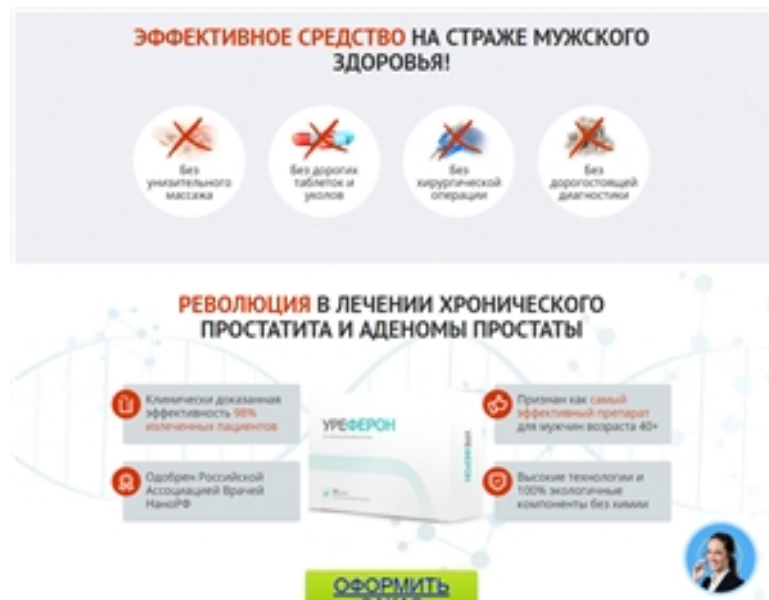 ЭФФЕКТИВНОЕ СРЕДСТВО НА СТРАЖЕ МУЖСКОГО
ЗДОРОВЬЯ!
Без
унизительного
массажа
Без дорогих
таблеток и
уколов
Без
хирургической
операции
Без
дорогостоящей
диагностики
РЕВОЛЮЦИЯ В ЛЕЧЕНИИ ХРОНИЧЕСКОГО
ПРОСТАТИТА И АДЕНОМЫ ПРОСТАТЫ
Клинически доказанная
эффективность 98%
излеченных пациентов
Одобрен Российской
Ассоциацией Врачей
НаноРФ
УРЕФЕРОН
УРЕФЕРОН
Признан как самый
эффективный препарат
для мужчин возраста 40+
Высокие технологии и
100% экологичные
компоненты без химии
ОФОРМИТЬ